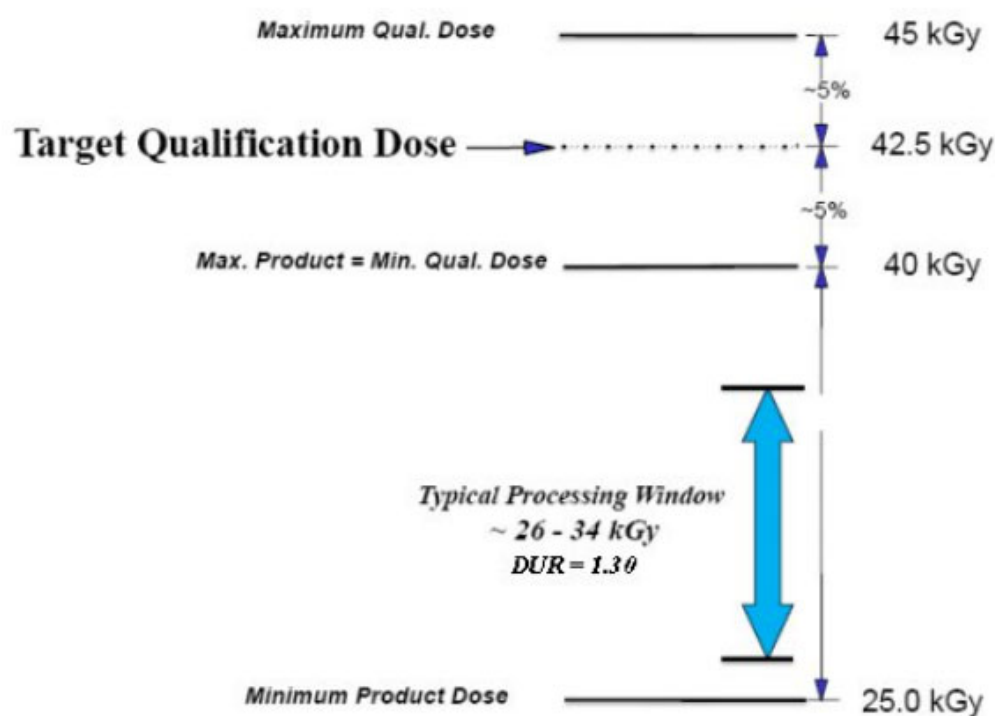 Maximum Qual. Dose 45 kGy
~5%
Target Qualification Dose 42.5 kGy
~5%
Max. Product = Min. Qual. Dose 40 kGy
Typical Processing Window
~ 26 - 34 kGy
DUR = 1.30
Minimum Product Dose 25.0 kGy